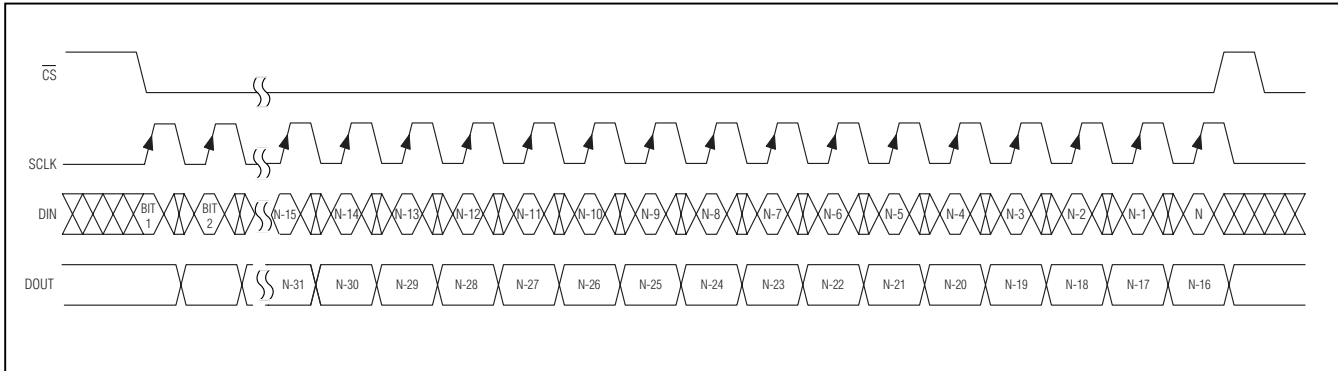 CS
SCLK
DIN BIT 1 BIT 2 N-15 N-14 N-13 N-12 N-11 N-10 N-9 N-8 N-7 N-6 N-5 N-4 N-3 N-2 N-1 N
DOUT N-31 N-30 N-29 N-28 N-27 N-26 N-25 N-24 N-23 N-22 N-21 N-20 N-19 N-18 N-17 N-16